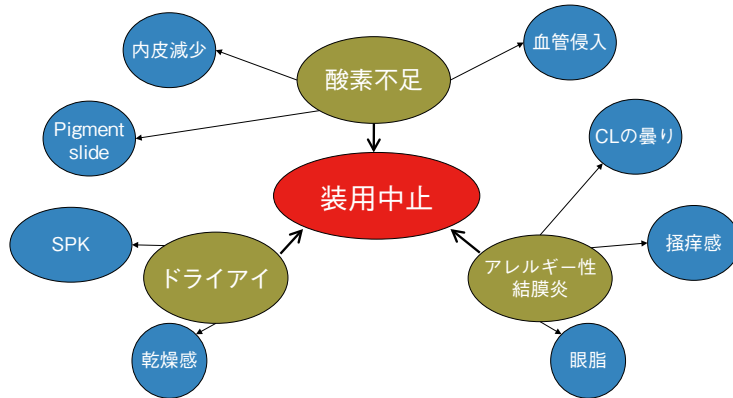 内皮減少
酸素不足
血管侵入
Pigment
slide
CLの曇り
装用中止
SPK
ドライアイ
アレルギー性
結膜炎
掻痒感
乾燥感
眼脂